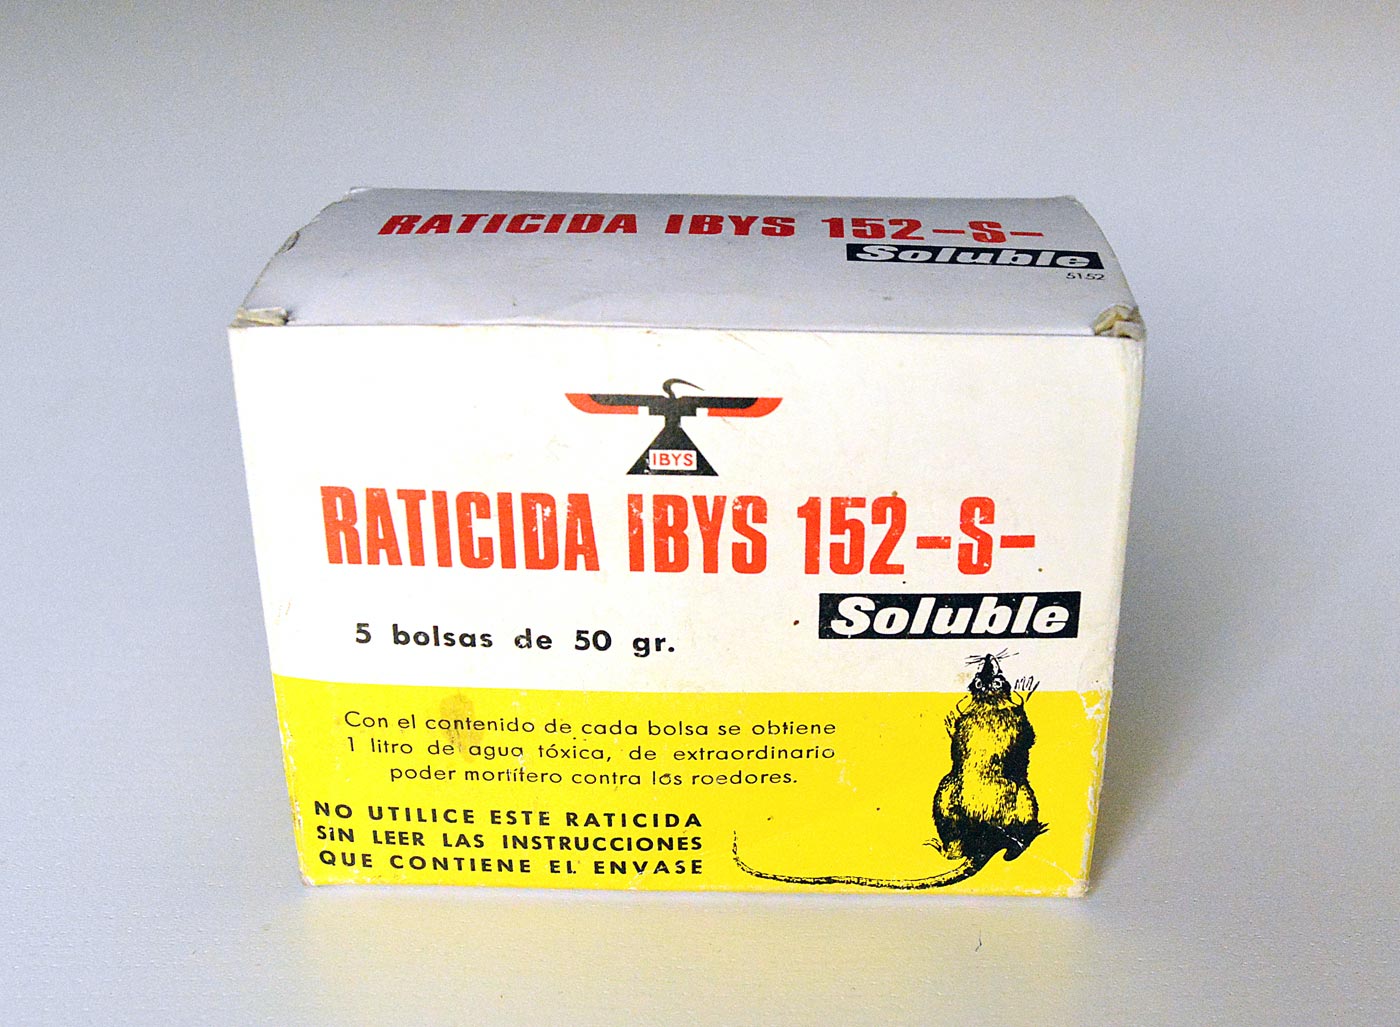 RATICIDA IBYS 152-S-
Soluble
5152
IBYS
RATICIDA IBYS 152-S-
Soluble
5 bolsas de 50 gr.
Con el contenido de cada bolsa se obtiene
1 litro de agua tóxica, de extraordinario
poder mortífero contra los roedores.
NO UTILICE ESTE RATICIDA
SIN LEER LAS INSTRUCCIONES
QUE CONTIENE EL ENVASE